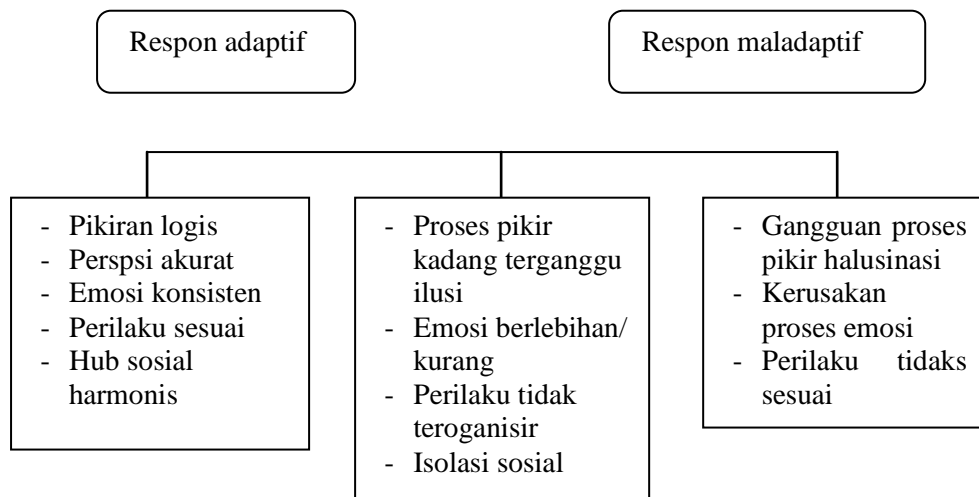 Respon adaptif
Respon maladaptif
- Pikiran logis
- Perspsi akurat
- Emosi konsisten
- Perilaku sesuai
- Hub sosial
harmonis
- Proses pikir
kadang terganggu
ilusi
- Emosi berlebihan/
kurang
- Perilaku tidak
teroganisir
- Isolasi sosial
- Gangguan proses
pikir halusinasi
- Kerusakan
proses emosi
- Perilaku tidaks
sesuai